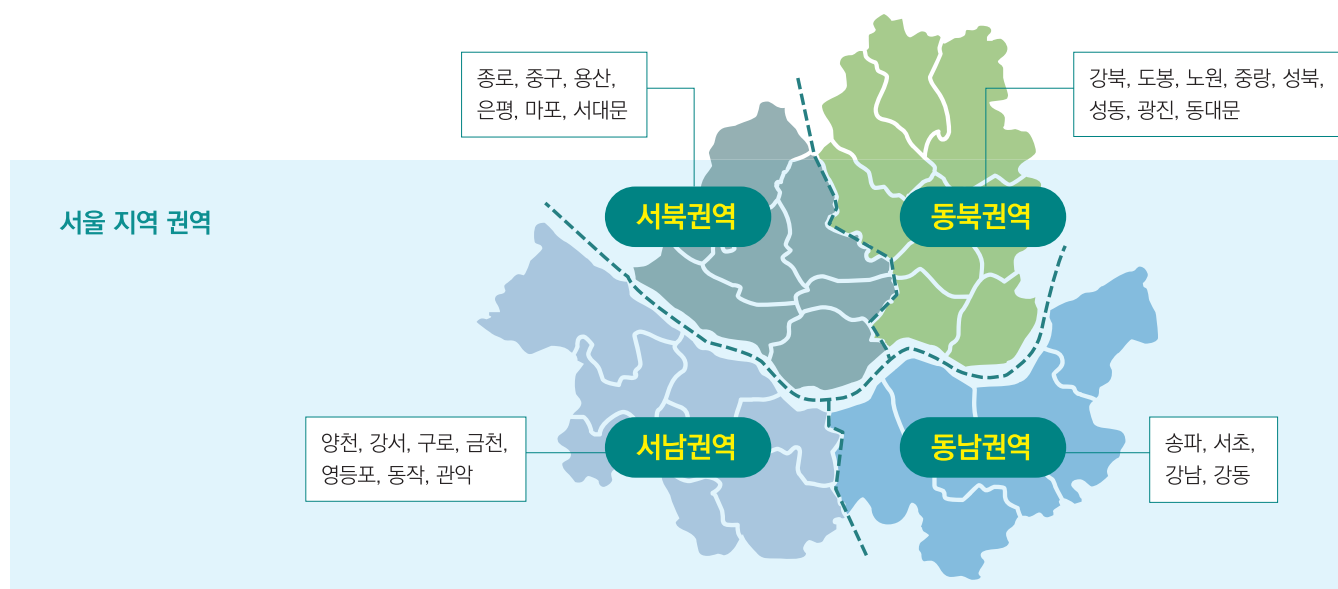 종로, 중구, 용산,
은평, 마포, 서대문
강북, 도봉, 노원, 중랑, 성북,
성동, 광진, 동대문
서울 지역 권역
서북권역
동북권역
양천, 강서, 구로, 금천,
영등포, 동작, 관악
서남권역
동남권역
송파, 서초,
강남, 강동